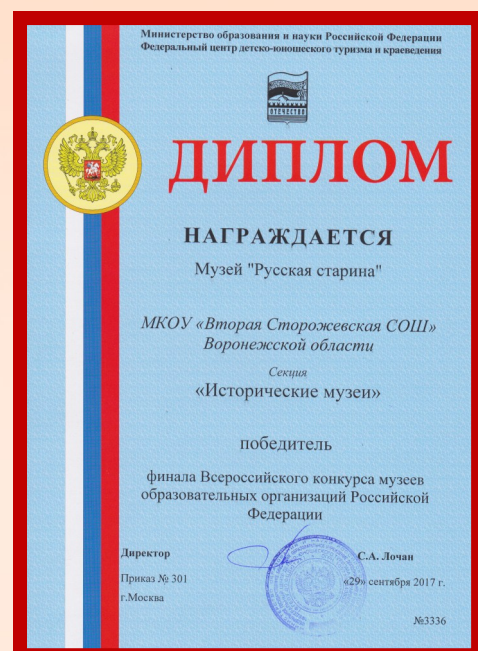 Министерство образования и науки Российской Федерации
Федеральный центр детско-юношеского туризма и краеведения
ОТЕЧЕСТВО
ДИПЛОМ
НАГРАЖДАЕТСЯ
Музей "Русская старина"
МКОУ «Вторая Сторожевская СОШ»
Воронежской области
Секция
«Исторические музеи»
победитель
финала Всероссийского конкурса музеев
образовательных организаций Российской
Федерации
Директор
С.А. Лочан
Приказ № 301
«29» сентября 2017 г.
г.Москва
№3336